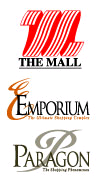 THE MALL
EMPORIUM
The Ultimate Shopping Complex
P
PARAGON
The Shopping Phenomenon